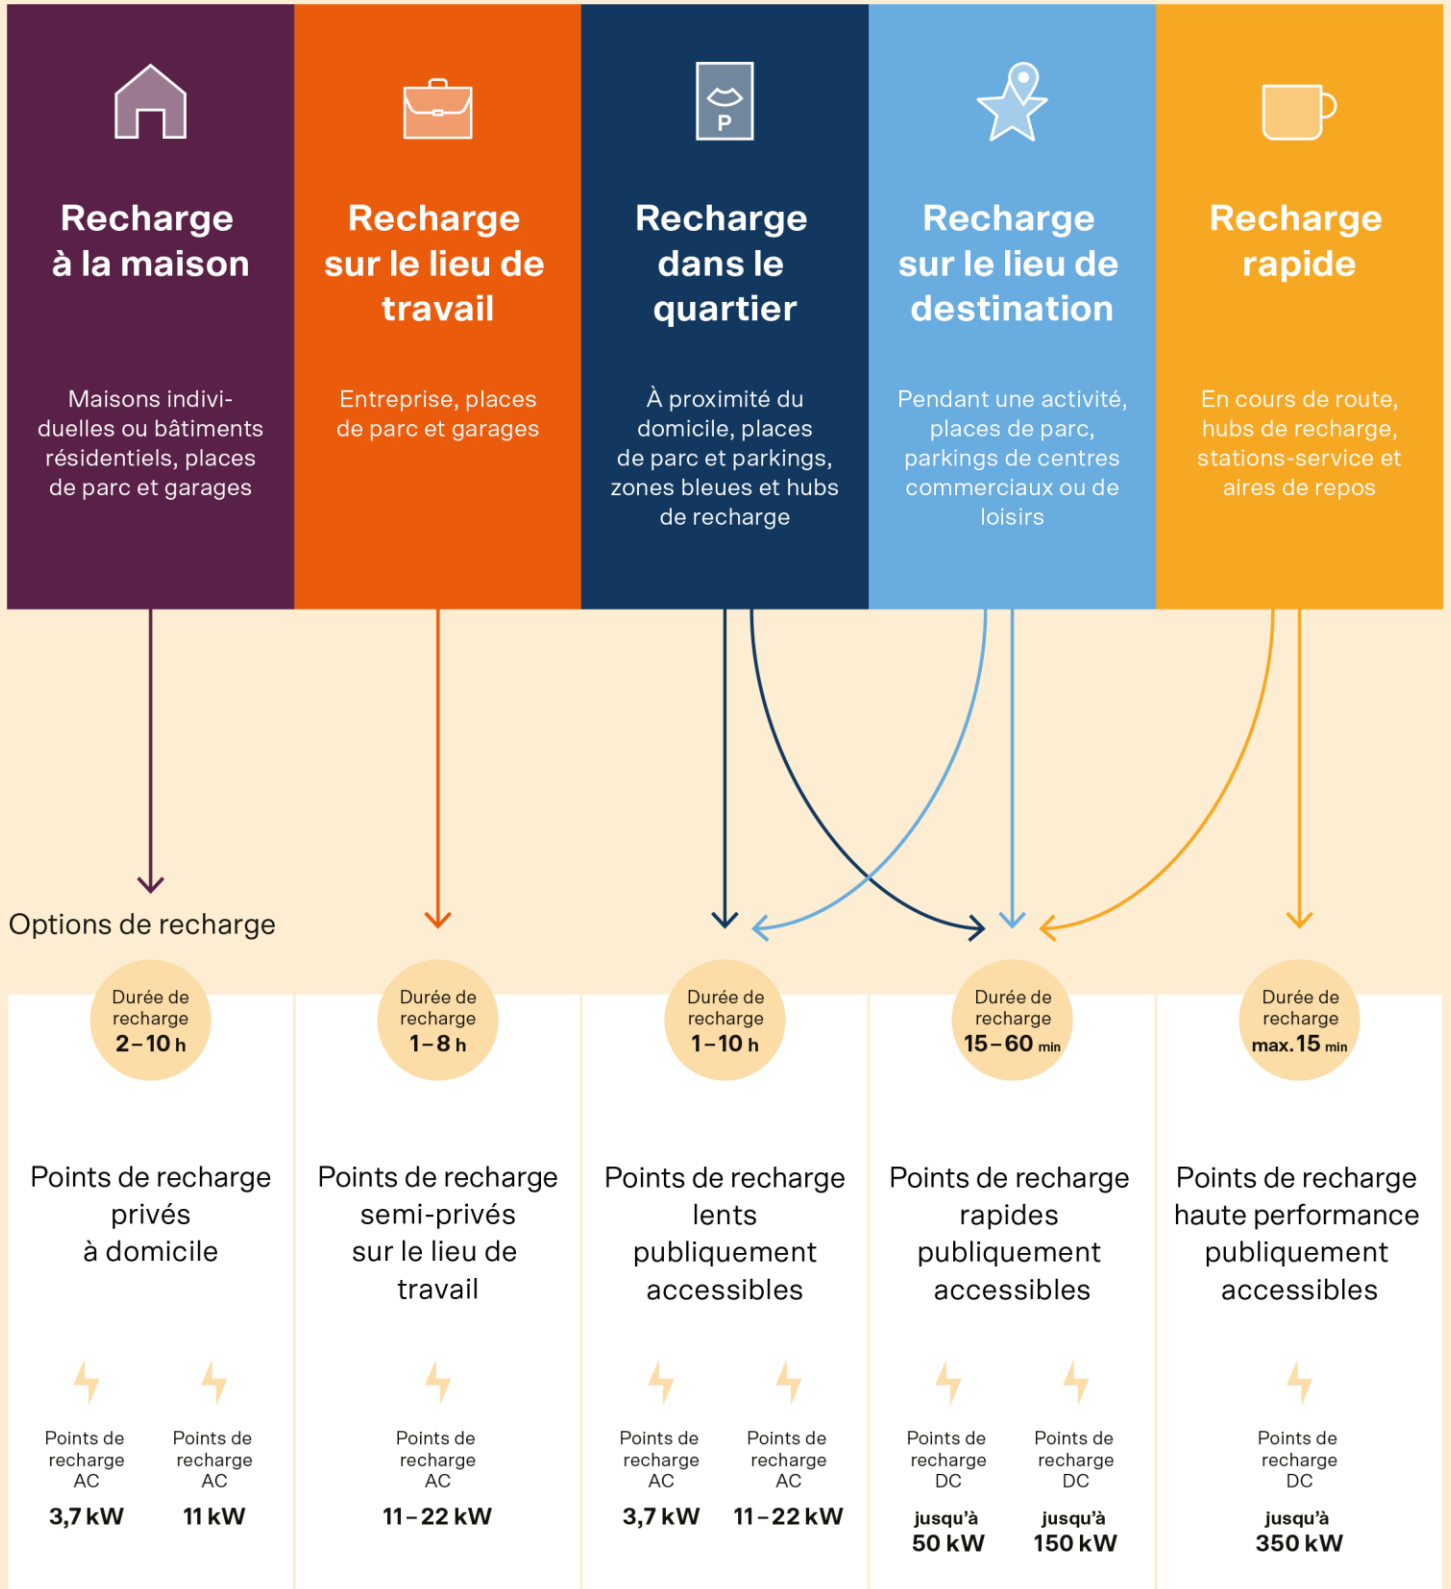 P
Recharge
à la maison
Maisons indivi-
duelles ou bâtiments
résidentiels, places
de parc et garages
Recharge
sur le lieu de
travail
Entreprise, places
de parc et garages
Recharge
dans le
quartier
À proximité du
domicile, places
de parc et parkings,
zones bleues et hubs
de recharge
Recharge
sur le lieu de
destination
Pendant une activité,
places de parc,
parkings de centres
commerciaux ou de
loisirs
Recharge
rapide
En cours de route,
hubs de recharge,
stations-service et
aires de repos
Options de recharge
Durée de
recharge
2–10 h
Points de recharge
privés
à domicile
Points de
recharge
AC
3,7 kW
Points de
recharge
AC
11 kW
Durée de
recharge
1–8 h
Points de recharge
semi-privés
sur le lieu de
travail
Points de
recharge
AC
11–22 kW
Durée de
recharge
1–10 h
Points de recharge
lents
publiquement
accessibles
Points de
recharge
AC
3,7 kW
Points de
recharge
AC
11–22 kW
Durée de
recharge
15–60 min
Points de recharge
rapides
publiquement
accessibles
Points de
recharge
DC
jusqu'à
50 kW
Points de
recharge
DC
jusqu'à
150 kW
Durée de
recharge
max. 15 min
Points de recharge
haute performance
publiquement
accessibles
Points de
recharge
DC
jusqu'à
350 kW